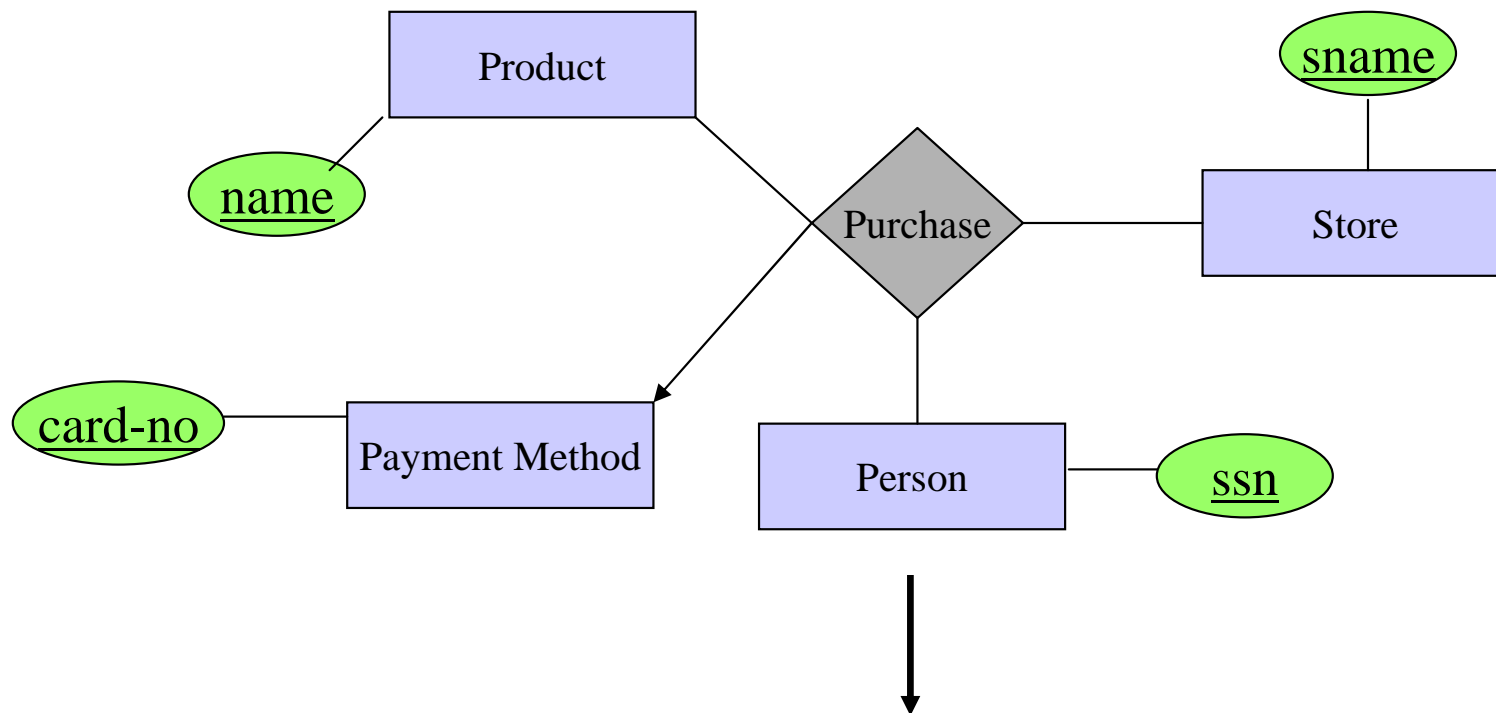 Product
sname
name
Purchase
Store
card-no
Payment Method
Person
ssn